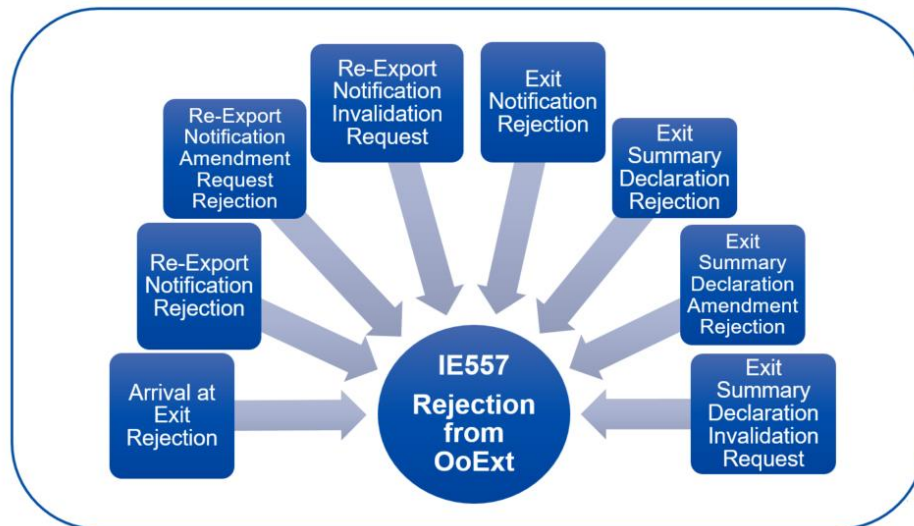 Re-Export
Notification
Invalidation
Request
Exit
Notification
Rejection
Re-Export
Notification
Amendment
Request
Rejection
Exit
Summary
Declaration
Rejection
Re-Export
Notification
Rejection
Exit
Summary
Declaration
Amendment
Rejection
Arrival at
Exit
Rejection
IE557
Rejection
from
OoExt
Exit
Summary
Declaration
Invalidation
Request